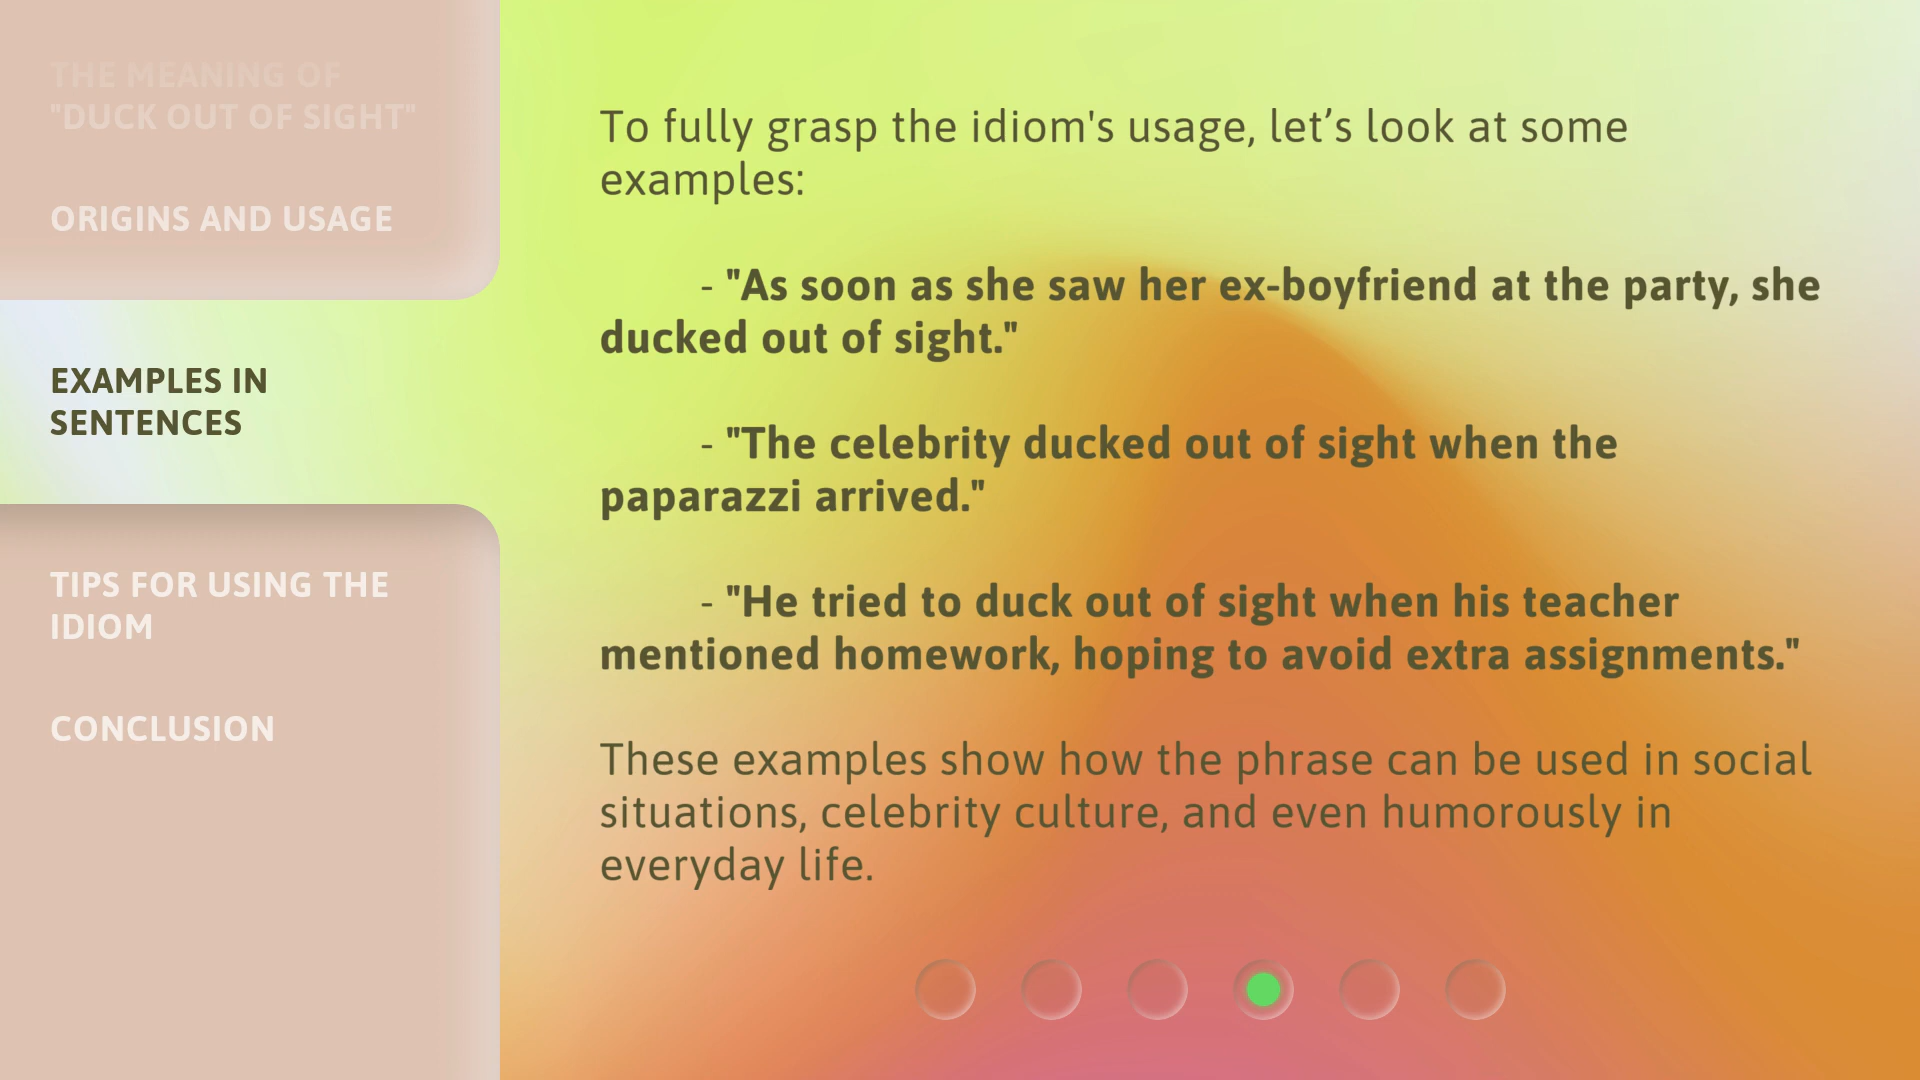 THE MEANING OF
"DUCK OUT OF SIGHT"
ORIGINS AND USAGE
EXAMPLES IN
SENTENCES
TIPS FOR USING THE
IDIOM
CONCLUSION
To fully grasp the idiom's usage, let’s look at some
examples:
- "As soon as she saw her ex-boyfriend at the party, she
ducked out of sight."
- "The celebrity ducked out of sight when the
paparazzi arrived."
- "He tried to duck out of sight when his teacher
mentioned homework, hoping to avoid extra assignments."
These examples show how the phrase can be used in social
situations, celebrity culture, and even humorously in
everyday life.